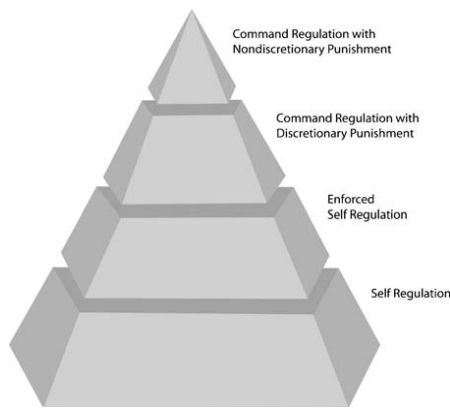 Command Regulation with
Nondiscretionary Punishment
Command Regulation with
Discretionary Punishment
Enforced
Self Regulation
Self Regulation